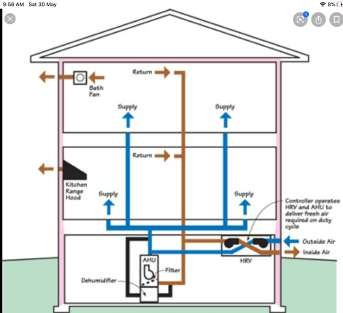 9:56 AM Sat 30 May
8%
Return
Bath
Fan
Supply
Supply
Return
Kitchen
Range
Hood
Supply
Supply
Controller operates
HRV and AHU to
deliver fresh air
required on duty
cycle
Outside Air
Inside Air
HRV
AHU
Filter
Dehumidifier